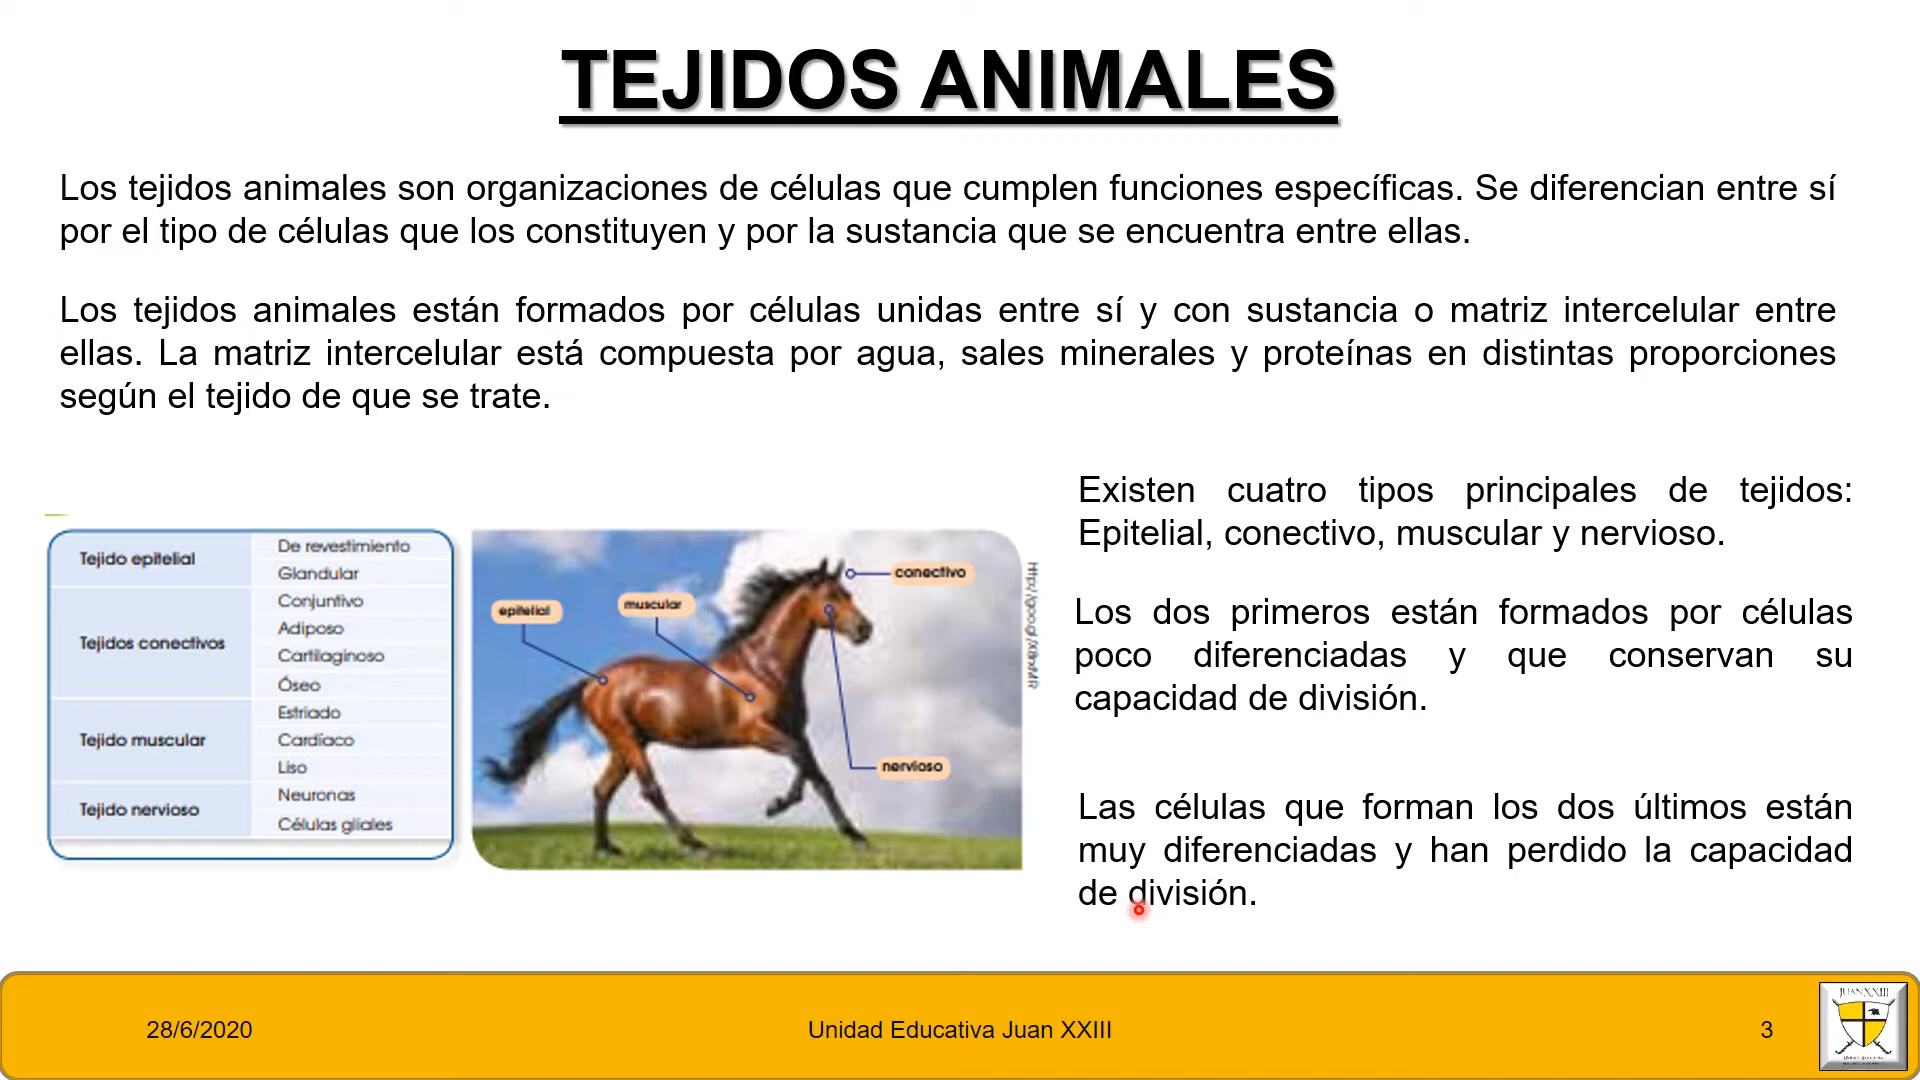 TEJIDOS ANIMALES
Los tejidos animales son organizaciones de células que cumplen funciones específicas. Se diferencian entre sí
por el tipo de células que los constituyen y por la sustancia que se encuentra entre ellas.
Los tejidos animales están formados por células unidas entre sí y con sustancia o matriz intercelular entre
ellas. La matriz intercelular está compuesta por agua, sales minerales y proteínas en distintas proporciones
según el tejido de que se trate.
Tejido epitelial
De revestimiento
Glandular
Tejidos conectivos
Conjuntivo
Adiposo
Cartilaginoso
Óseo
Tejido muscular
Estriado
Cardíaco
Liso
Tejido nervioso
Neuronas
Células gliales
epitelial
muscular
conectivo
nervioso
Existen cuatro tipos principales de tejidos:
Epitelial, conectivo, muscular y nervioso.
Los dos primeros están formados por células
poco diferenciadas y que conservan su
capacidad de división.
Las células que forman los dos últimos están
muy diferenciadas y han perdido la capacidad
de división.
28/6/2020
Unidad Educativa Juan XXIII
3
JUAN XXIII